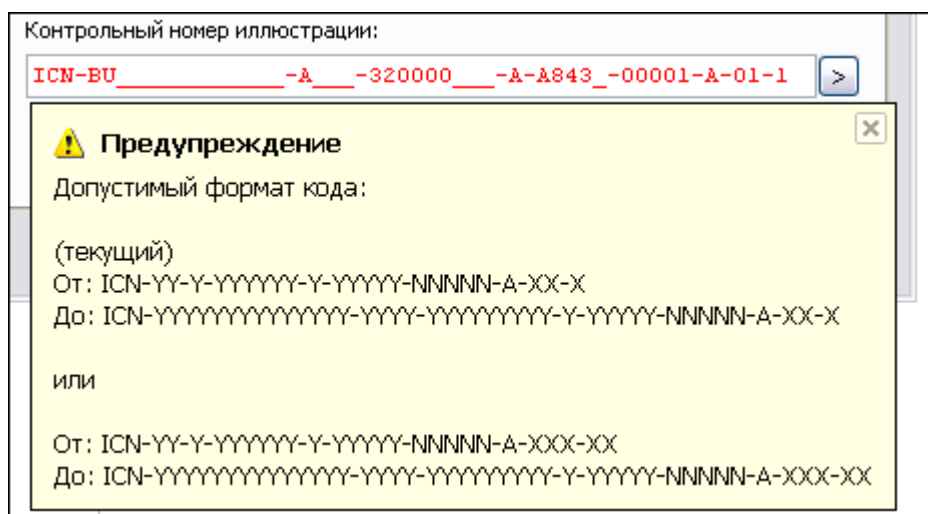 Контрольный номер иллюстрации:
ICN-BU____________-A___-320000___-A-A843_-00001-A-01-1 >
Предупреждение
Допустимый формат кода:
(текущий)
От: ICN-YY-Y-YYYYYY-Y-YYYYY-NNNNN-A-XX-X
До: ICN-YYYYYYYYYYYYYY-YYYY-YYYYYYYYY-Y-YYYYY-NNNNN-A-XX-X
или
От: ICN-YY-Y-YYYYYY-Y-YYYYY-NNNNN-A-XXX-XX
До: ICN-YYYYYYYYYYYYYY-YYYY-YYYYYYYYY-Y-YYYYY-NNNNN-A-XXX-XX